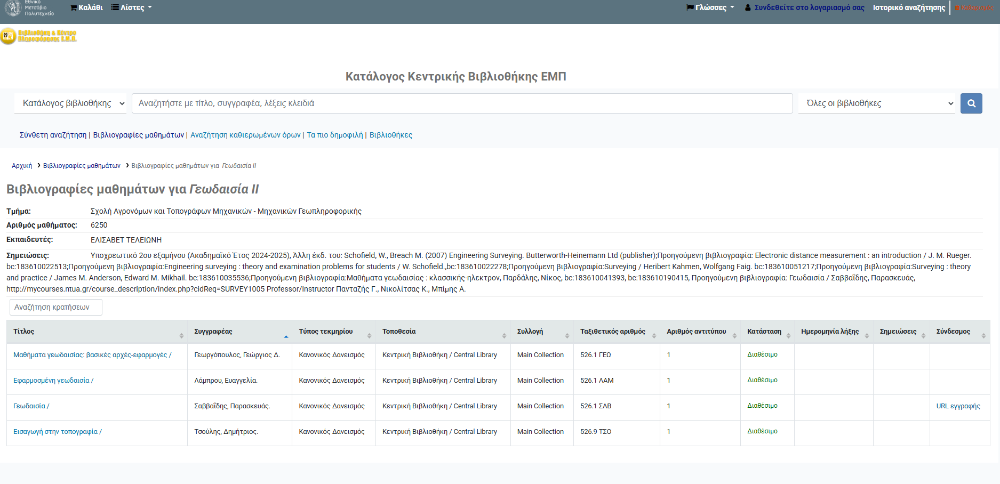 Εθνικό
Μετσόβιο
Πολυτεχνείο
Καλάθι
Λίστες
Γλώσσες
Συνδεθείτε στο λογαριασμό σας
Ιστορικό αναζήτησης
Καθαρισμός
Βιβλιοθήκη & Κέντρο
Πληροφόρησης Ε.Μ.Π.
Κατάλογος Κεντρικής Βιβλιοθήκης ΕΜΠ
Κατάλογος βιβλιοθήκης
Αναζητήστε με τίτλο, συγγραφέα, λέξεις κλειδιά
Όλες οι βιβλιοθήκες
Σύνθετη αναζήτηση | Βιβλιογραφίες μαθημάτων | Αναζήτηση καθιερωμένων όρων | Τα πιο δημοφιλή | Βιβλιοθήκες
Αρχική › Βιβλιογραφίες μαθημάτων › Βιβλιογραφίες μαθημάτων για Γεωδαισία ΙΙ
Βιβλιογραφίες μαθημάτων για Γεωδαισία ΙΙ
Τμήμα: Σχολή Αγρονόμων και Τοπογράφων Μηχανικών - Μηχανικών Γεωπληροφορικής
Αριθμός μαθήματος: 6250
Εκπαιδευτές: ΕΛΙΣΑΒΕΤ ΤΕΛΕΙΩΝΗ
Σημειώσεις: Υποχρεωτικό 2ου εξαμήνου (Ακαδημαϊκό Έτος 2024-2025), Άλλη έκδ. του: Schofield, W., Breach M. (2007) Engineering Surveying. Butterworth-Heinemann Ltd (publisher);Προηγούμενη βιβλιογραφία: Electronic distance measurement : an introduction / J. M. Rueger.
bc:183610022513;Προηγούμενη βιβλιογραφία:Engineering surveying : theory and examination problems for students / W. Schofield.,bc:183610022278;Προηγούμενη βιβλιογραφία:Surveying / Heribert Kahmen, Wolfgang Faig. bc:183610051217;Προηγούμενη βιβλιογραφία:Surveying : theory
and practice / James M. Anderson, Edward M. Mikhail. bc:183610035536;Προηγούμενη βιβλιογραφία:Μαθήματα γεωδαισίας : κλασσικής-ηλεκτρον, Παρδάλης, Νίκος, bc:183610041393, bc:183610190415, Προηγούμενη βιβλιογραφία: Γεωδαισία / Σαββαΐδης, Παρασκευάς,
http://mycourses.ntua.gr/course_description/index.php?cidReq=SURVEY1005 Professor/Instructor Πανταζής Γ., Νικολίτσας Κ., Μπίμης Α.
Αναζήτηση κρατήσεων
Τίτλος Συγγραφέας Τύπος τεκμηρίου Τοποθεσία Συλλογή Ταξιθετικός αριθμός Αριθμός αντιτύπου Κατάσταση Ημερομηνία λήξης Σημειώσεις Σύνδεσμος
Μαθήματα γεωδαισίας: βασικές αρχές-εφαρμογές / Γεωργόπουλος, Γεώργιος Δ. Κανονικός Δανεισμός Κεντρική Βιβλιοθήκη / Central Library Main Collection 526.1 ΓΕΩ 1 Διαθέσιμο
Εφαρμοσμένη γεωδαισία / Λάμπρου, Ευαγγελία. Κανονικός Δανεισμός Κεντρική Βιβλιοθήκη / Central Library Main Collection 526.1 ΛΑΜ 1 Διαθέσιμο
Γεωδαισία / Σαββαΐδης, Παρασκευάς. Κανονικός Δανεισμός Κεντρική Βιβλιοθήκη / Central Library Main Collection 526.1 ΣΑΒ 1 Διαθέσιμο URL εγγραφής
Εισαγωγή στην τοπογραφία / Τσούλης, Δημήτριος. Κανονικός Δανεισμός Κεντρική Βιβλιοθήκη / Central Library Main Collection 526.9 ΤΣΟ 1 Διαθέσιμο